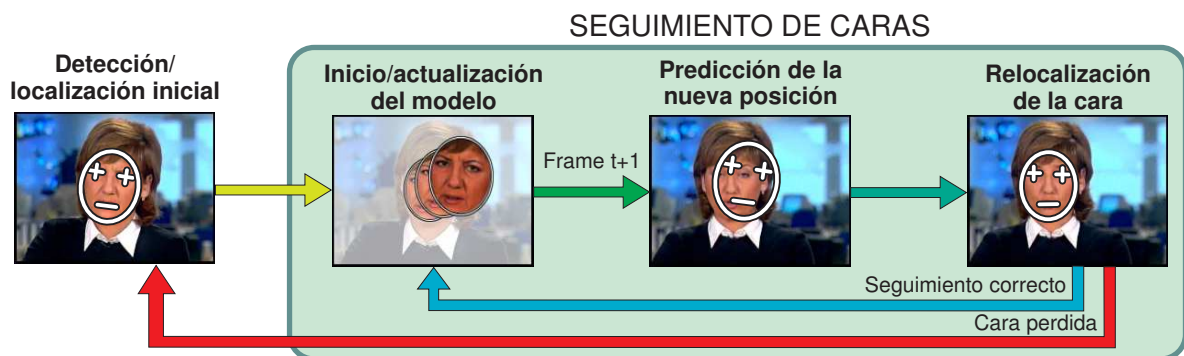 SEGUIMIENTO DE CARAS
Detección/
localización inicial
Inicio/actualización
del modelo
Predicción de la
nueva posición
Relocalización
de la cara
Frame t+1
Seguimiento correcto
Cara perdida